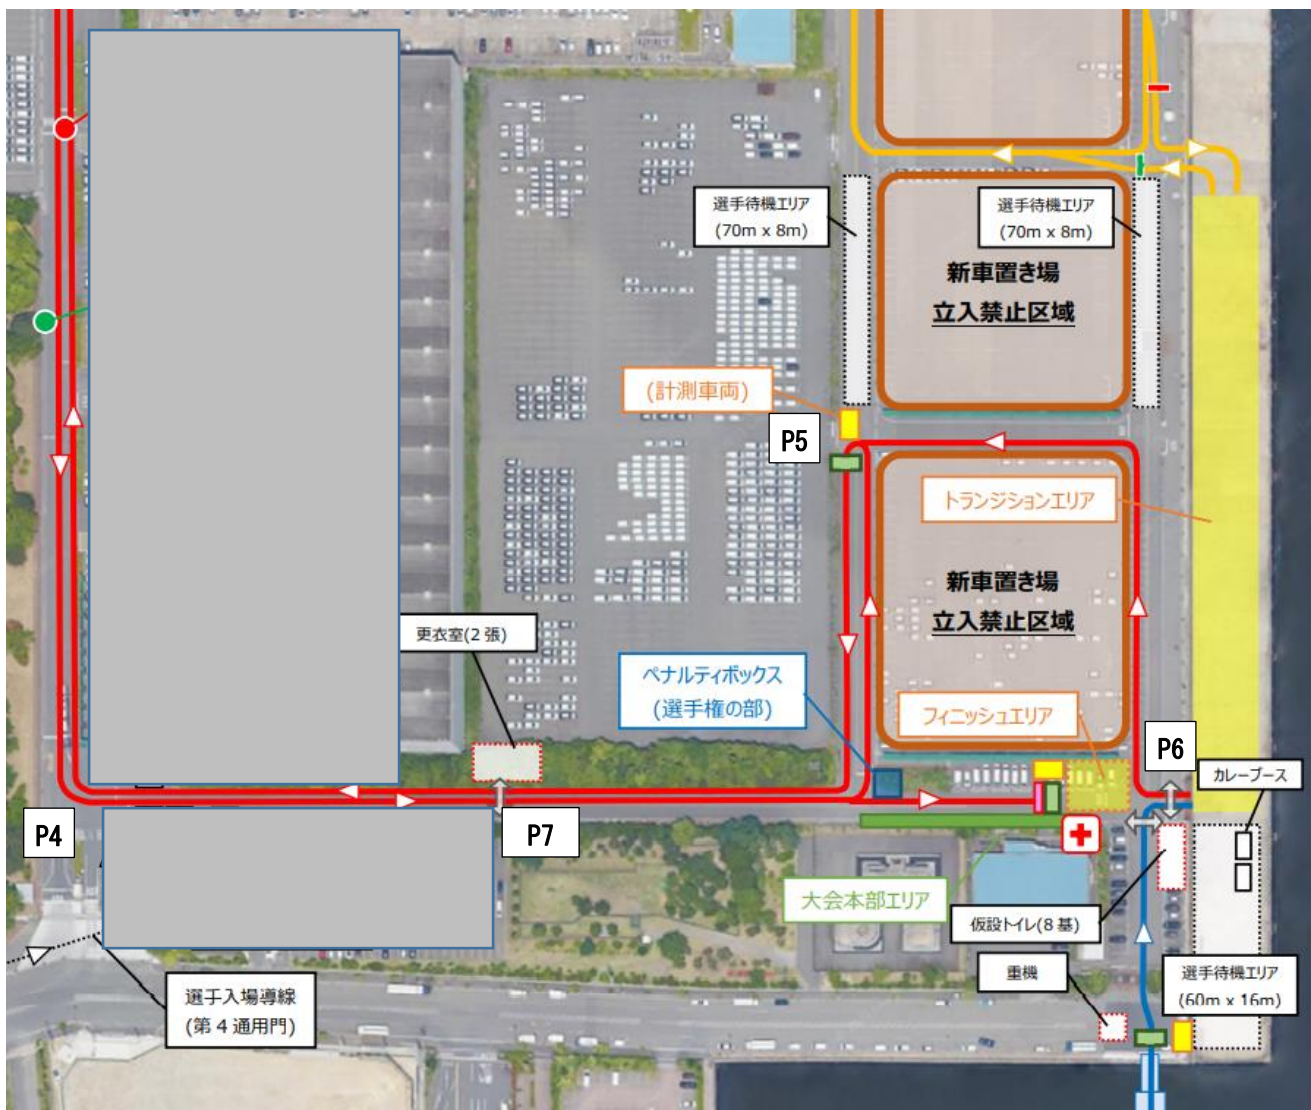 選手待機エリア
(70m x 8m)
選手待機エリア
(70m x 8m)
新車置き場
立入禁止区域
(計測車両)
P5
トランジションエリア
新車置き場
立入禁止区域
更衣室(2張)
ペナルティボックス
(選手権の部)
フィニッシュエリア
P6
カレーブース
P4
P7
大会本部エリア
仮設トイレ(8基)
重機
選手待機エリア
(60m x 16m)
選手入場導線
(第4通用門)